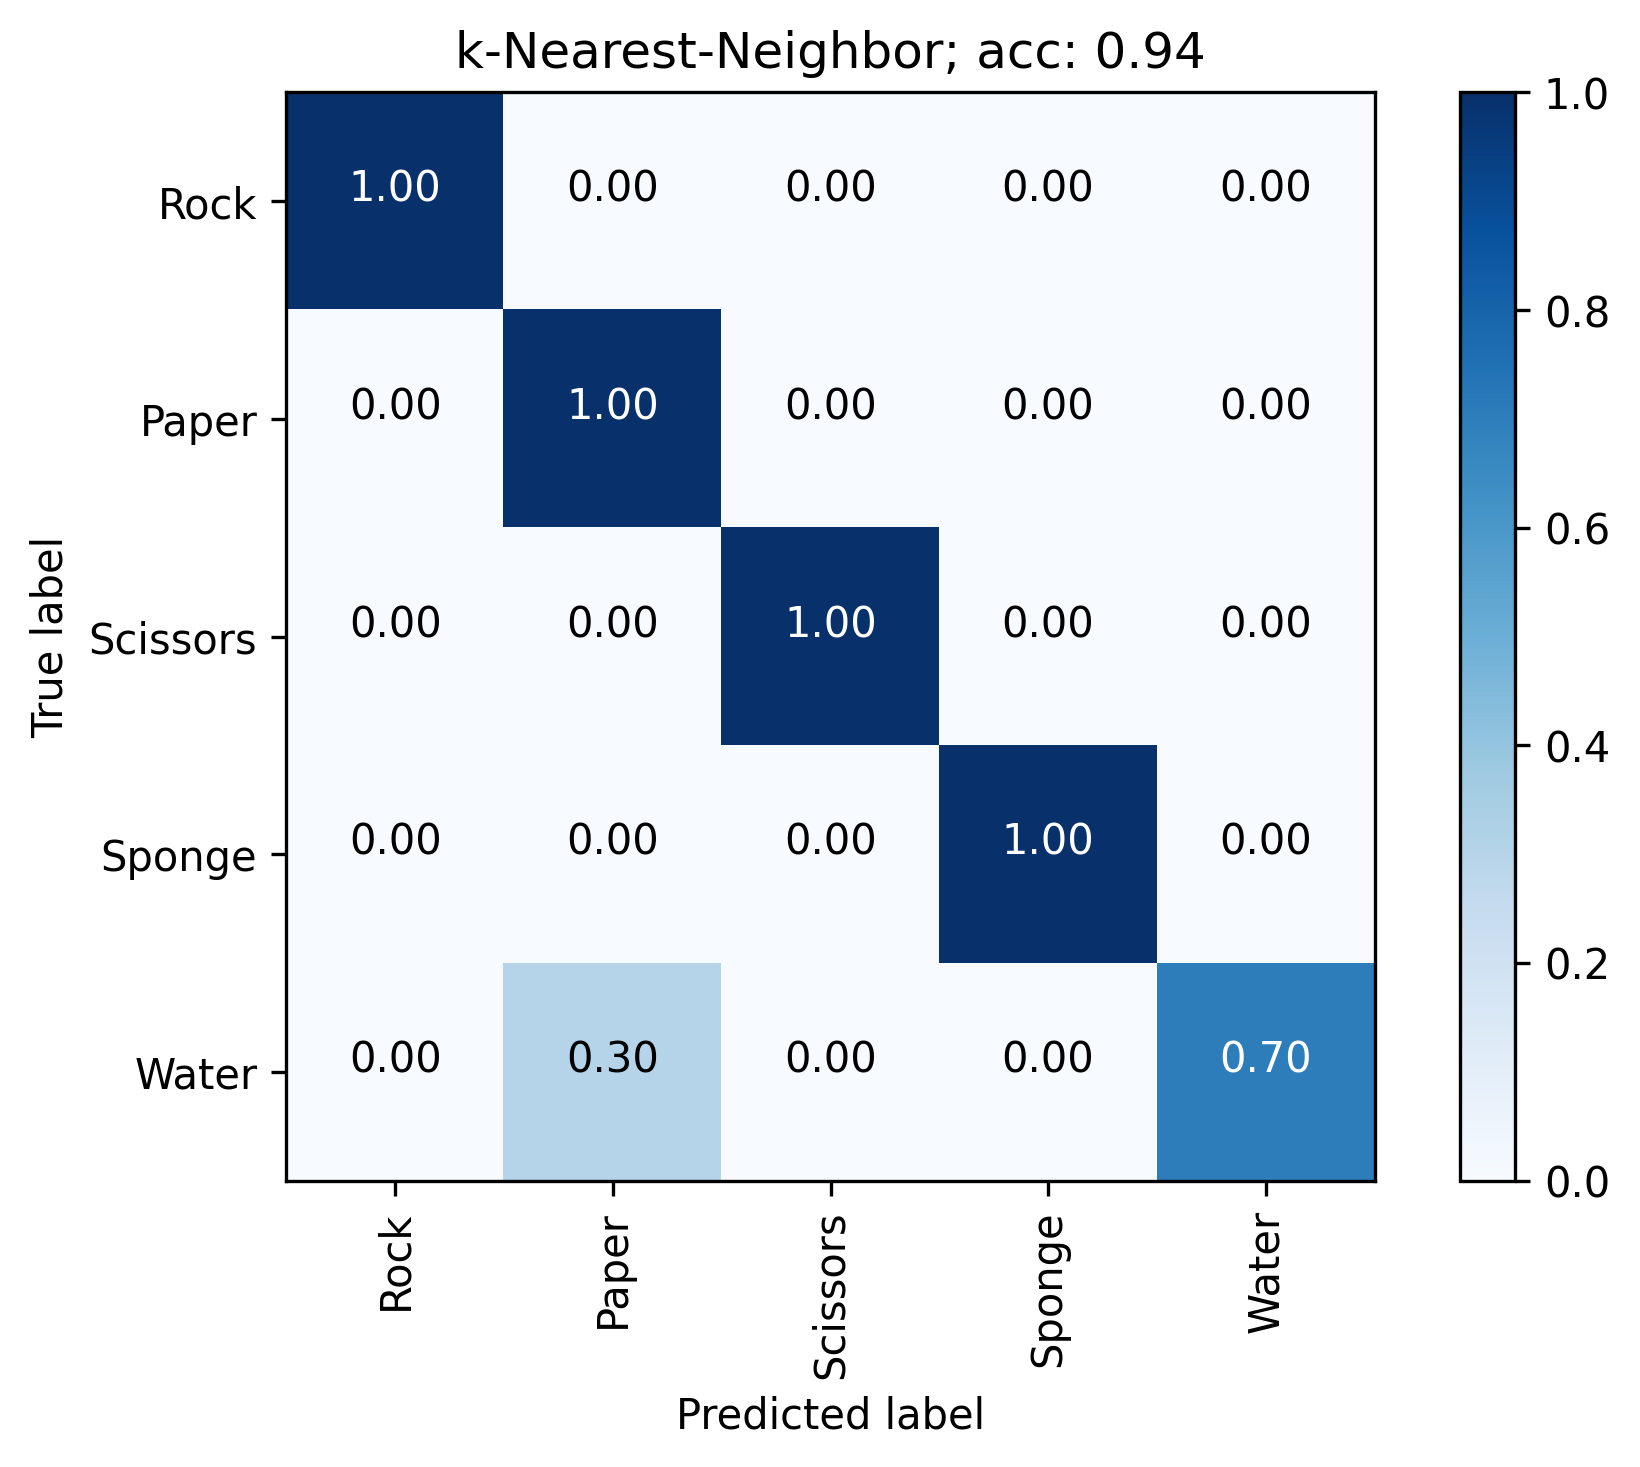 k-Nearest-Neighbor; acc: 0.94
True label
Rock 1.00 0.00 0.00 0.00 0.00
Paper 0.00 1.00 0.00 0.00 0.00
Scissors 0.00 0.00 1.00 0.00 0.00
Sponge 0.00 0.00 0.00 1.00 0.00
Water 0.00 0.30 0.00 0.00 0.70
Rock Paper Scissors Sponge Water
Predicted label
1.0
0.8
0.6
0.4
0.2
0.0